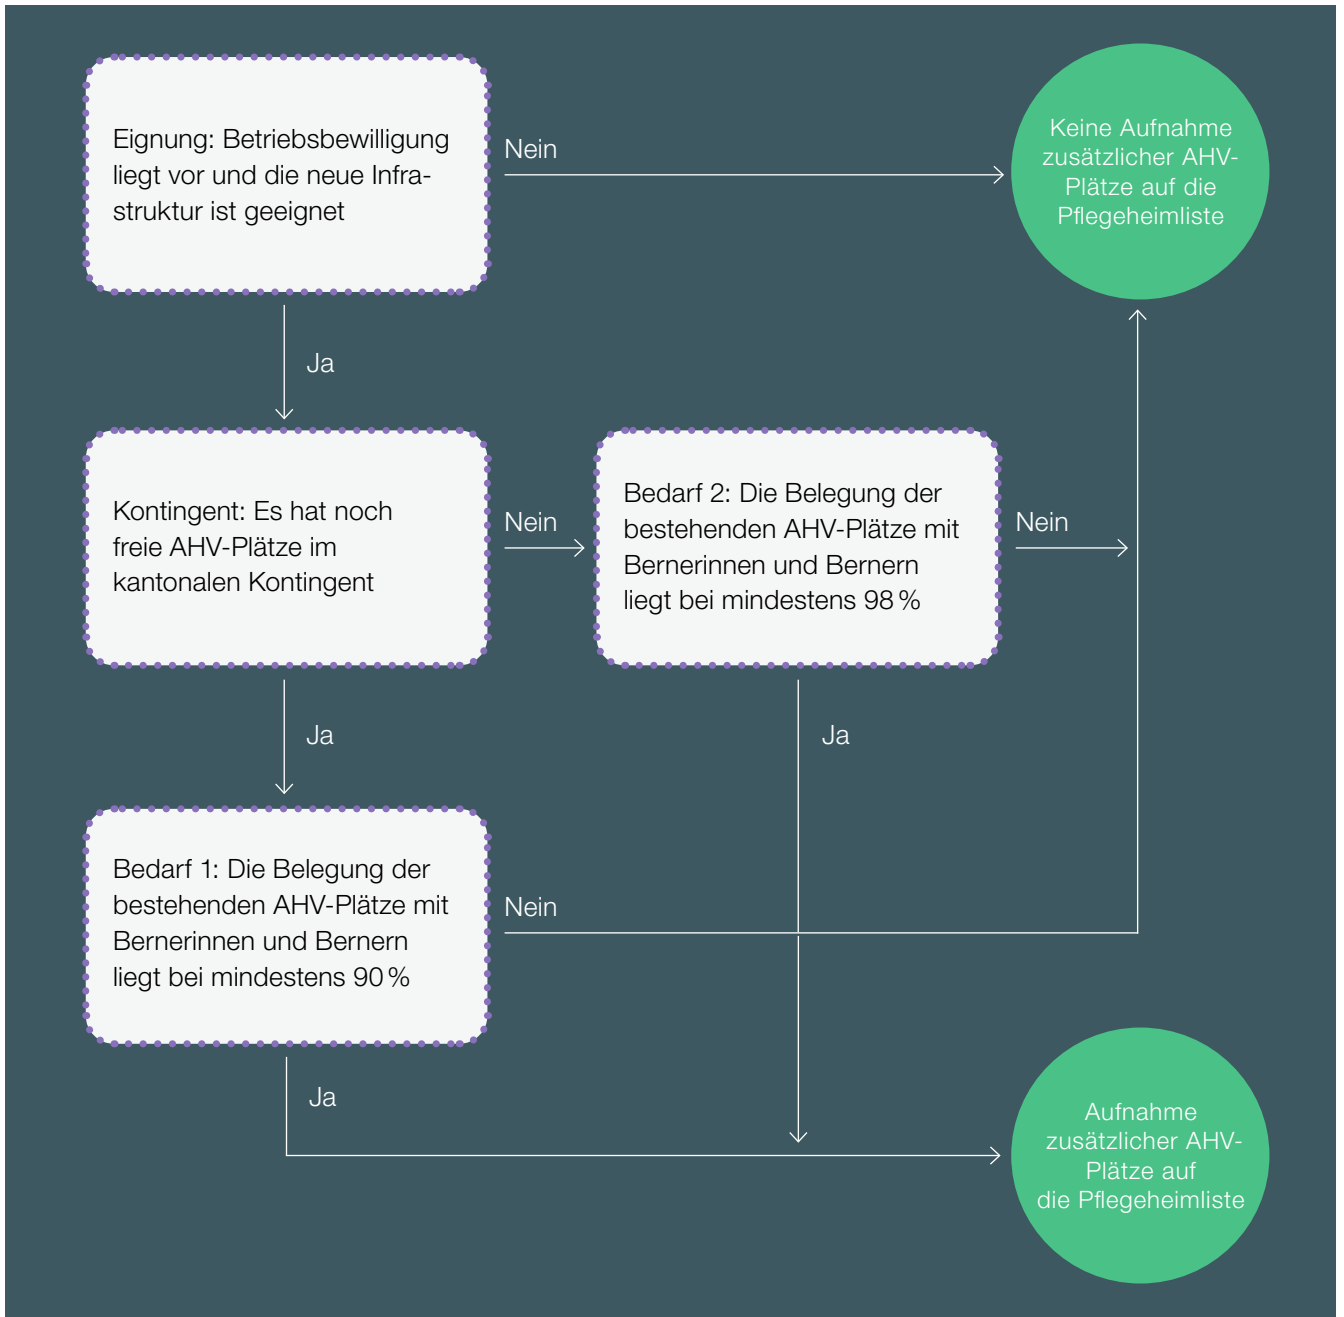 Eignung: Betriebsbewilligung
liegt vor und die neue Infra-
struktur ist geeignet
Nein
Keine Aufnahme
zusätzlicher AHV-
Plätze auf die
Pflegeheimliste
Ja
Kontingent: Es hat noch
freie AHV-Plätze im
kantonalen Kontingent
Nein
Bedarf 2: Die Belegung der
bestehenden AHV-Plätze mit
Bernerinnen und Bernern
liegt bei mindestens 98 %
Nein
Ja
Ja
Bedarf 1: Die Belegung der
bestehenden AHV-Plätze mit
Bernerinnen und Bernern
liegt bei mindestens 90 %
Nein
Ja
Aufnahme
zusätzlicher AHV-
Plätze auf
die Pflegeheimliste